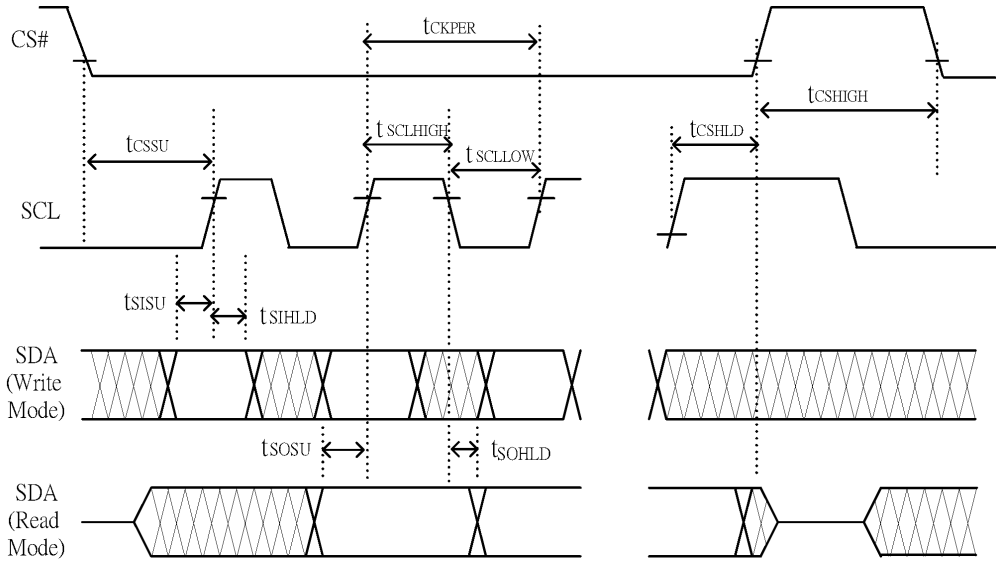 CS#
tCKPER
tCSHIGH
tCSSU
tSCLHIGH
tSCLLOW
tCSHLD
SCL
tSISU
tSIHLD
SDA
(Write
Mode)
tSOSU
tSOHLD
SDA
(Read
Mode)